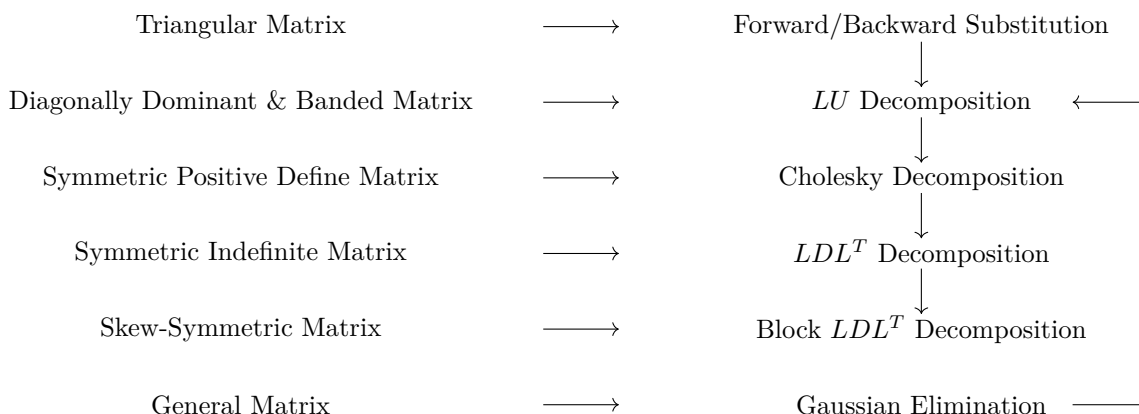 Triangular Matrix ⟶ Forward/Backward Substitution
Diagonally Dominant & Banded Matrix ⟶ LU Decomposition
Symmetric Positive Define Matrix ⟶ Cholesky Decomposition
Symmetric Indefinite Matrix ⟶ LDL^T Decomposition
Skew-Symmetric Matrix ⟶ Block LDL^T Decomposition
General Matrix ⟶ Gaussian Elimination